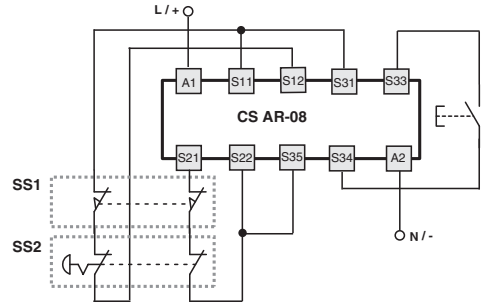 L / +
A1 S11 S12 S31 S33
CS AR-08
S21 S22 S35 S34 A2
SS1
SS2
N / -